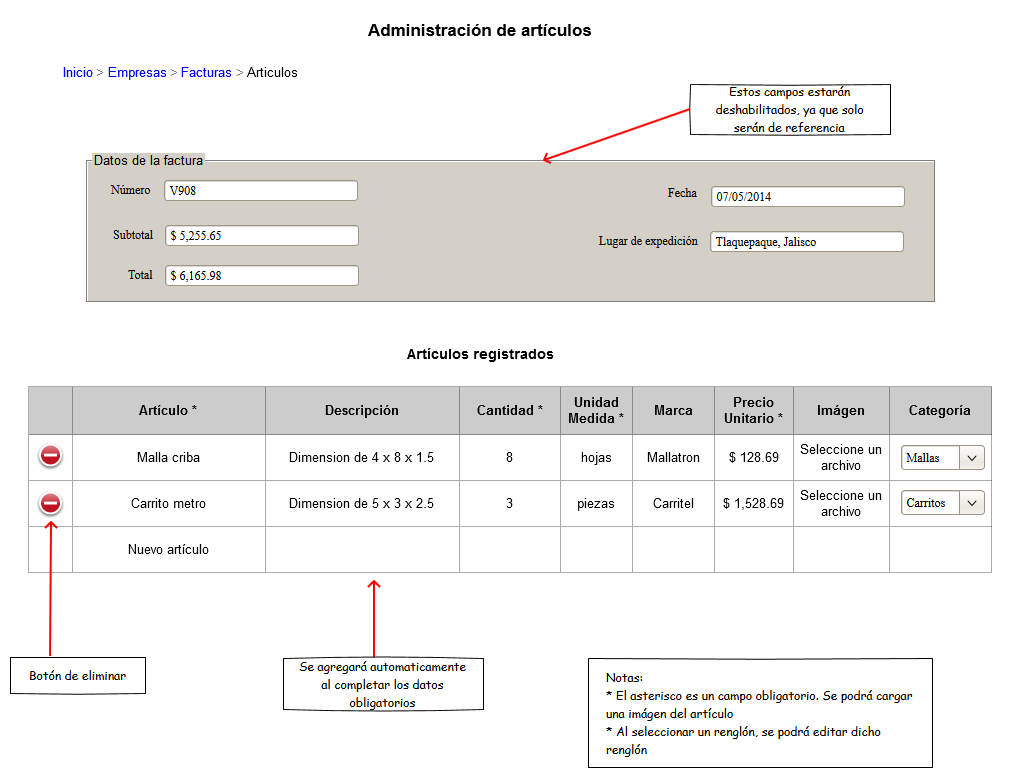 Administración de artículos
Inicio > Empresas > Facturas > Articulos
Estos campos estarán
deshabilitados, ya que solo
serán de referencia
Datos de la factura
Número V908
Fecha 07/05/2014
Subtotal $ 5,255.65
Lugar de expedición Tlaquepaque, Jalisco
Total $ 6,165.98
Artículos registrados
Artículo * Descripción Cantidad * Unidad Medida * Marca Precio Unitario * Imágen Categoría
Malla criba Dimension de 4 x 8 x 1.5 8 hojas Mallatron $ 128.69 Seleccione un archivo Mallas
Carrito metro Dimension de 5 x 3 x 2.5 3 piezas Carritel $ 1,528.69 Seleccione un archivo Carritos
Nuevo artículo
Botón de eliminar
Se agregará automaticamente
al completar los datos
obligatorios
Notas:
* El asterisco es un campo obligatorio. Se podrá cargar
una imágen del artículo
* Al seleccionar un renglón, se podrá editar dicho
renglón